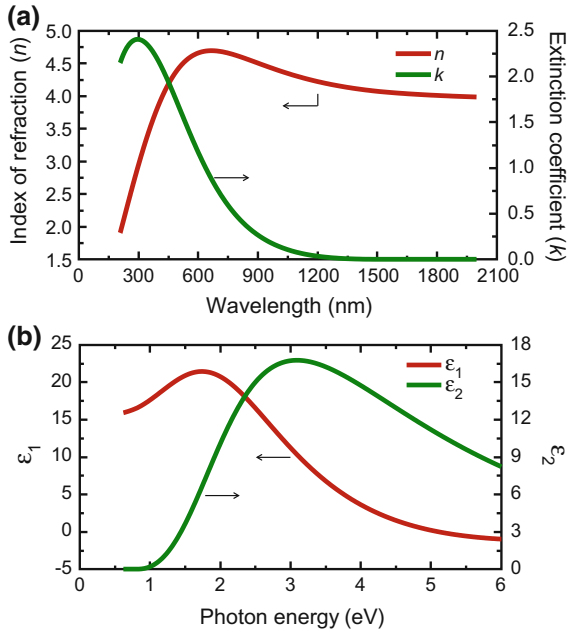 (a)
5.0
4.5
4.0
3.5
3.0
2.5
2.0
1.5
Index of refraction (n)
n
k
2.5
2.0
1.5
1.0
0.5
0.0
Extinction coefficient (k)
0 300 600 900 1200 1500 1800 2100
Wavelength (nm)
(b)
25
20
15
10
5
0
-5
ε1
ε1
ε2
18
15
12
9
6
3
0
ε2
0 1 2 3 4 5 6
Photon energy (eV)